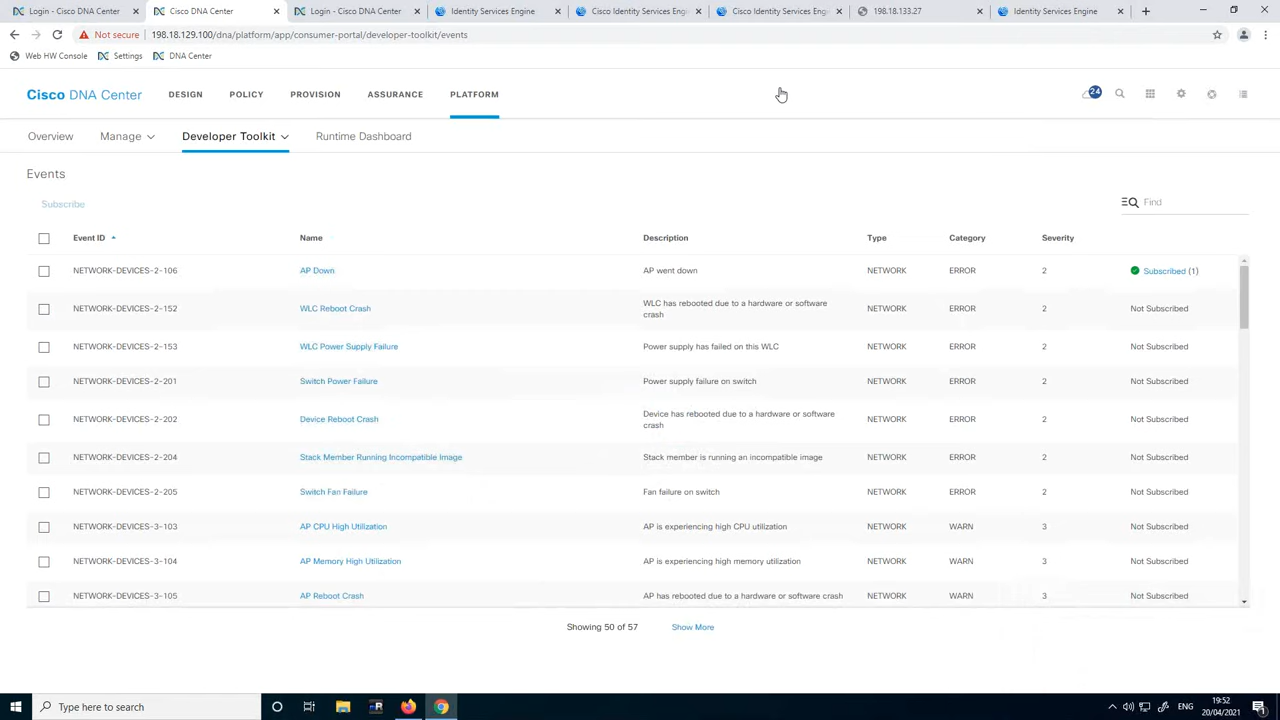 Login - Cisco DNA Center
Cisco DNA Center
Login - Cisco DNA Center
Identity Services Engine
Cisco Identity Services Eng
Cisco Identity Services Eng
198.18.133.27
Identity Services Engine
Not secure
198.18.129.100/dna/platform/app/consumer-portal/developer-toolkit/events
Web HW Console
Settings
DNA Center
Cisco DNA Center
DESIGN
POLICY
PROVISION
ASSURANCE
PLATFORM
24
Overview
Manage
Developer Toolkit
Runtime Dashboard
Events
Subscribe
Find
Event ID
Name
Description
Type
Category
Severity
NETWORK-DEVICES-2-106
AP Down
AP went down
NETWORK
ERROR
2
Subscribed (1)
NETWORK-DEVICES-2-152
WLC Reboot Crash
WLC has rebooted due to a hardware or software
crash
NETWORK
ERROR
2
Not Subscribed
NETWORK-DEVICES-2-153
WLC Power Supply Failure
Power supply has failed on this WLC
NETWORK
ERROR
2
Not Subscribed
NETWORK-DEVICES-2-201
Switch Power Failure
Power supply failure on switch
NETWORK
ERROR
2
Not Subscribed
NETWORK-DEVICES-2-202
Device Reboot Crash
Device has rebooted due to a hardware or software
crash
NETWORK
ERROR
2
Not Subscribed
NETWORK-DEVICES-2-204
Stack Member Running Incompatible Image
Stack member is running an incompatible image
NETWORK
ERROR
2
Not Subscribed
NETWORK-DEVICES-2-205
Switch Fan Failure
Fan failure on switch
NETWORK
ERROR
2
Not Subscribed
NETWORK-DEVICES-3-103
AP CPU High Utilization
AP is experiencing high CPU utilization
NETWORK
WARN
3
Not Subscribed
NETWORK-DEVICES-3-104
AP Memory High Utilization
AP is experiencing high memory utilization
NETWORK
WARN
3
Not Subscribed
NETWORK-DEVICES-3-105
AP Reboot Crash
AP has rebooted due to a hardware or software crash
NETWORK
WARN
3
Not Subscribed
Showing 50 of 57
Show More
Type here to search
ENG
19:52
20/04/2021